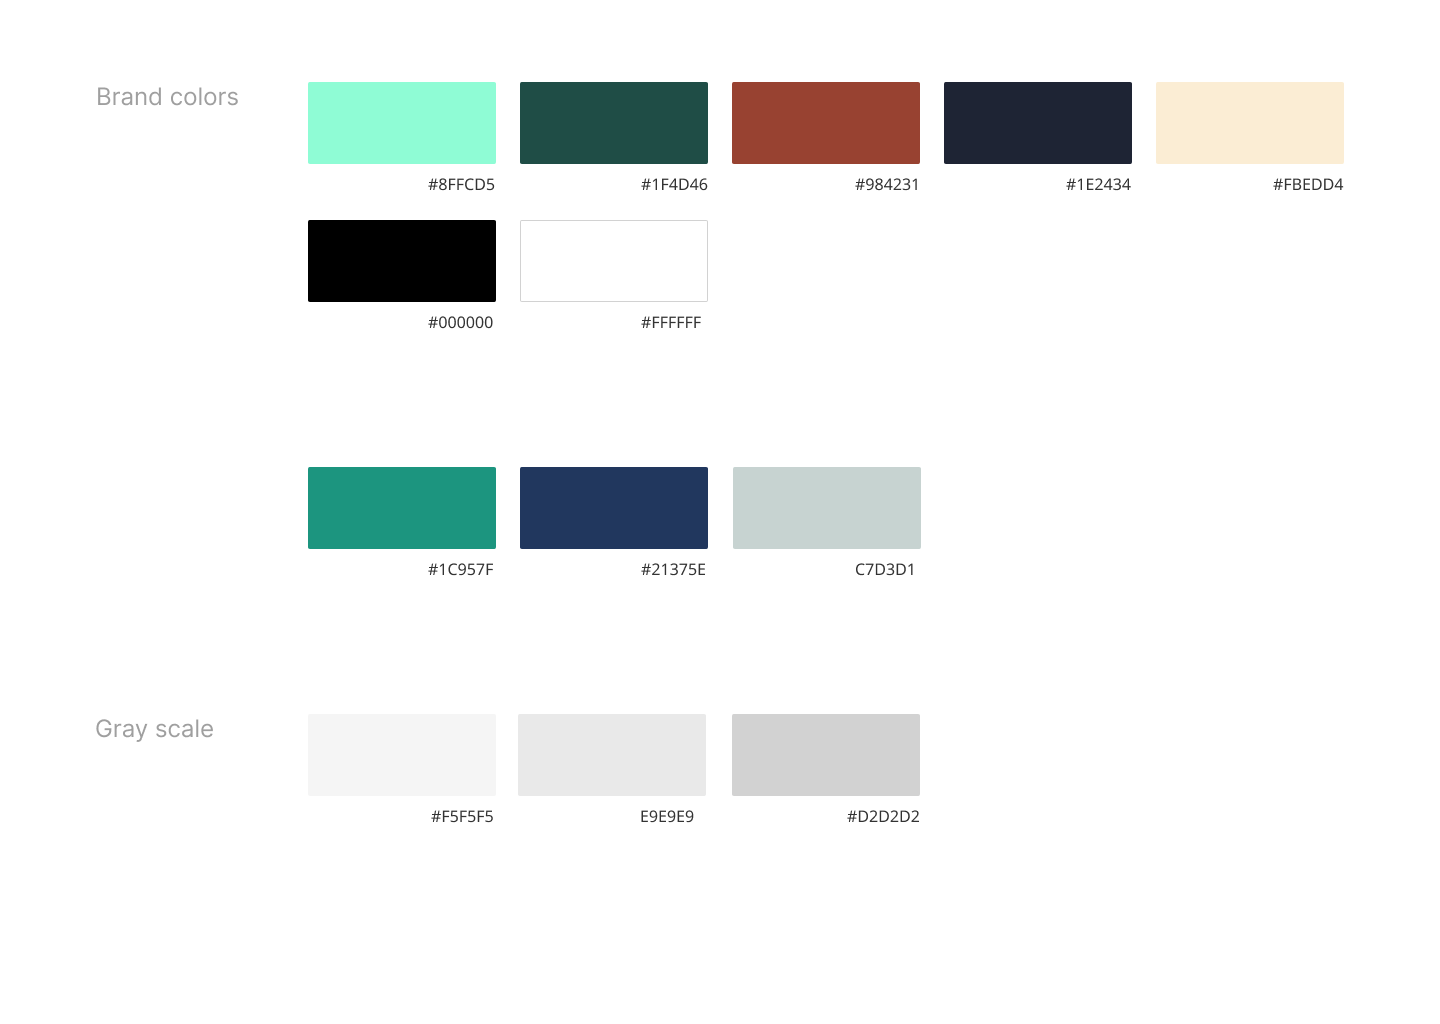 Brand colors
#8FFCD5
#1F4D46
#984231
#1E2434
#FBEDD4
#000000
#FFFFFF
#1C957F
#21375E
C7D3D1
Gray scale
#F5F5F5
E9E9E9
#D2D2D2